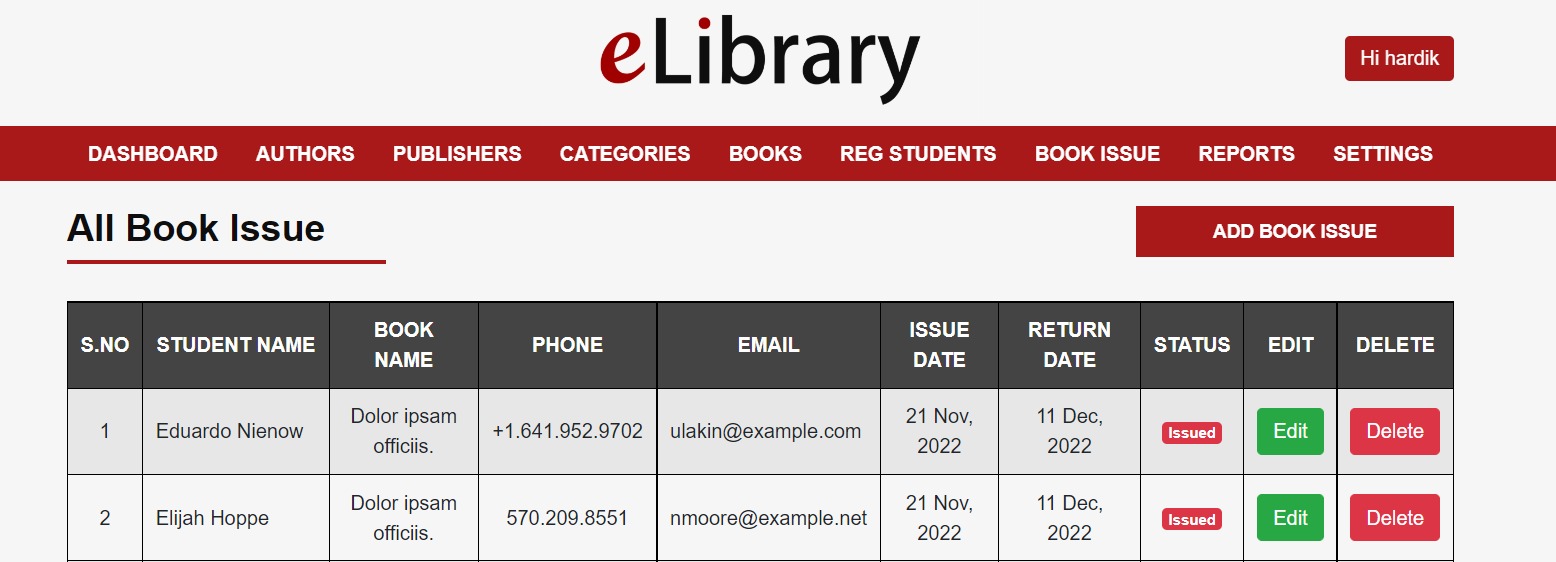 eLibrary
Hi hardik
DASHBOARD AUTHORS PUBLISHERS CATEGORIES BOOKS REG STUDENTS BOOK ISSUE REPORTS SETTINGS
All Book Issue
ADD BOOK ISSUE
S.NO STUDENT NAME BOOK NAME PHONE EMAIL ISSUE DATE RETURN DATE STATUS EDIT DELETE
1 Eduardo Nienow Dolor ipsam officiis. +1.641.952.9702 ulakin@example.com 21 Nov, 2022 11 Dec, 2022 Issued Edit Delete
2 Elijah Hoppe Dolor ipsam officiis. 570.209.8551 nmoore@example.net 21 Nov, 2022 11 Dec, 2022 Issued Edit Delete